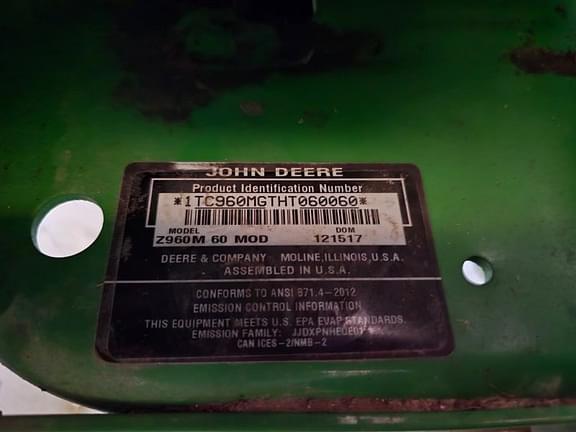 JOHN DEERE
Product Identification Number
*1TC960MGTHT060060*
MODEL DOM
Z960M 60 MOD 121517
DEERE & COMPANY MOLINE, ILLINOIS, U.S.A.
ASSEMBLED IN U.S.A.
CONFORMS TO ANSI B71.4-2012
EMISSION CONTROL INFORMATION
THIS EQUIPMENT MEETS U.S. EPA EVAP STANDARDS.
EMISSION FAMILY:
CAN ICES-2/NMB-2